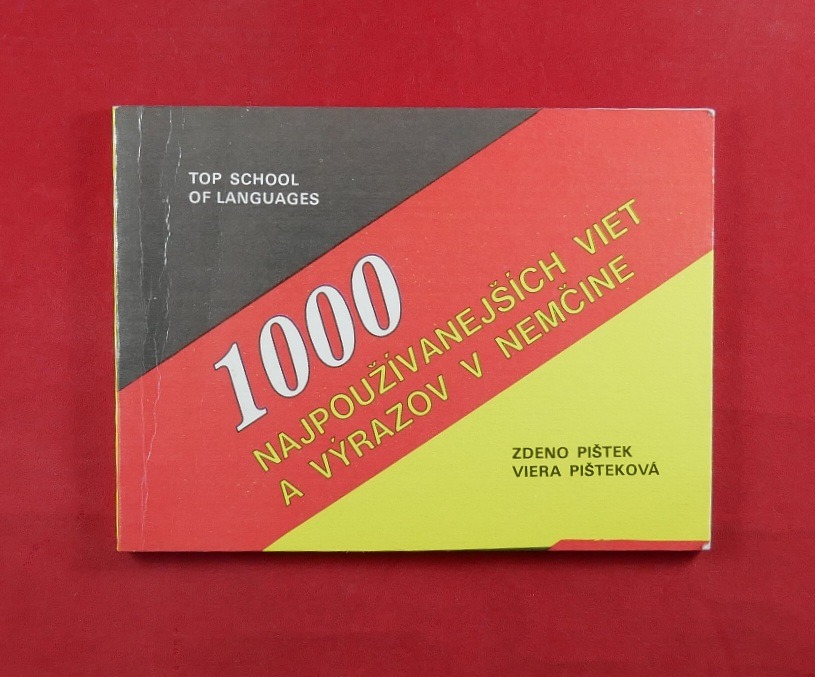 TOP SCHOOL
OF LANGUAGES
1000
NAJPOUŽÍVANEJŠÍCH VIET
A VÝRAZOV V NEMČINE
ZDENO PIŠTEK
VIERA PIŠTEKOVÁ